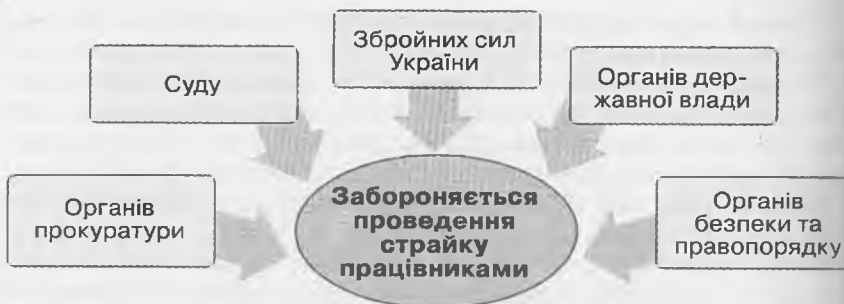 Збройних сил
України
Суду
Органів дер-
жавної влади
Органів
прокуратури
Забороняється
проведення
страйку
працівниками
Органів
безпеки та
правопорядку